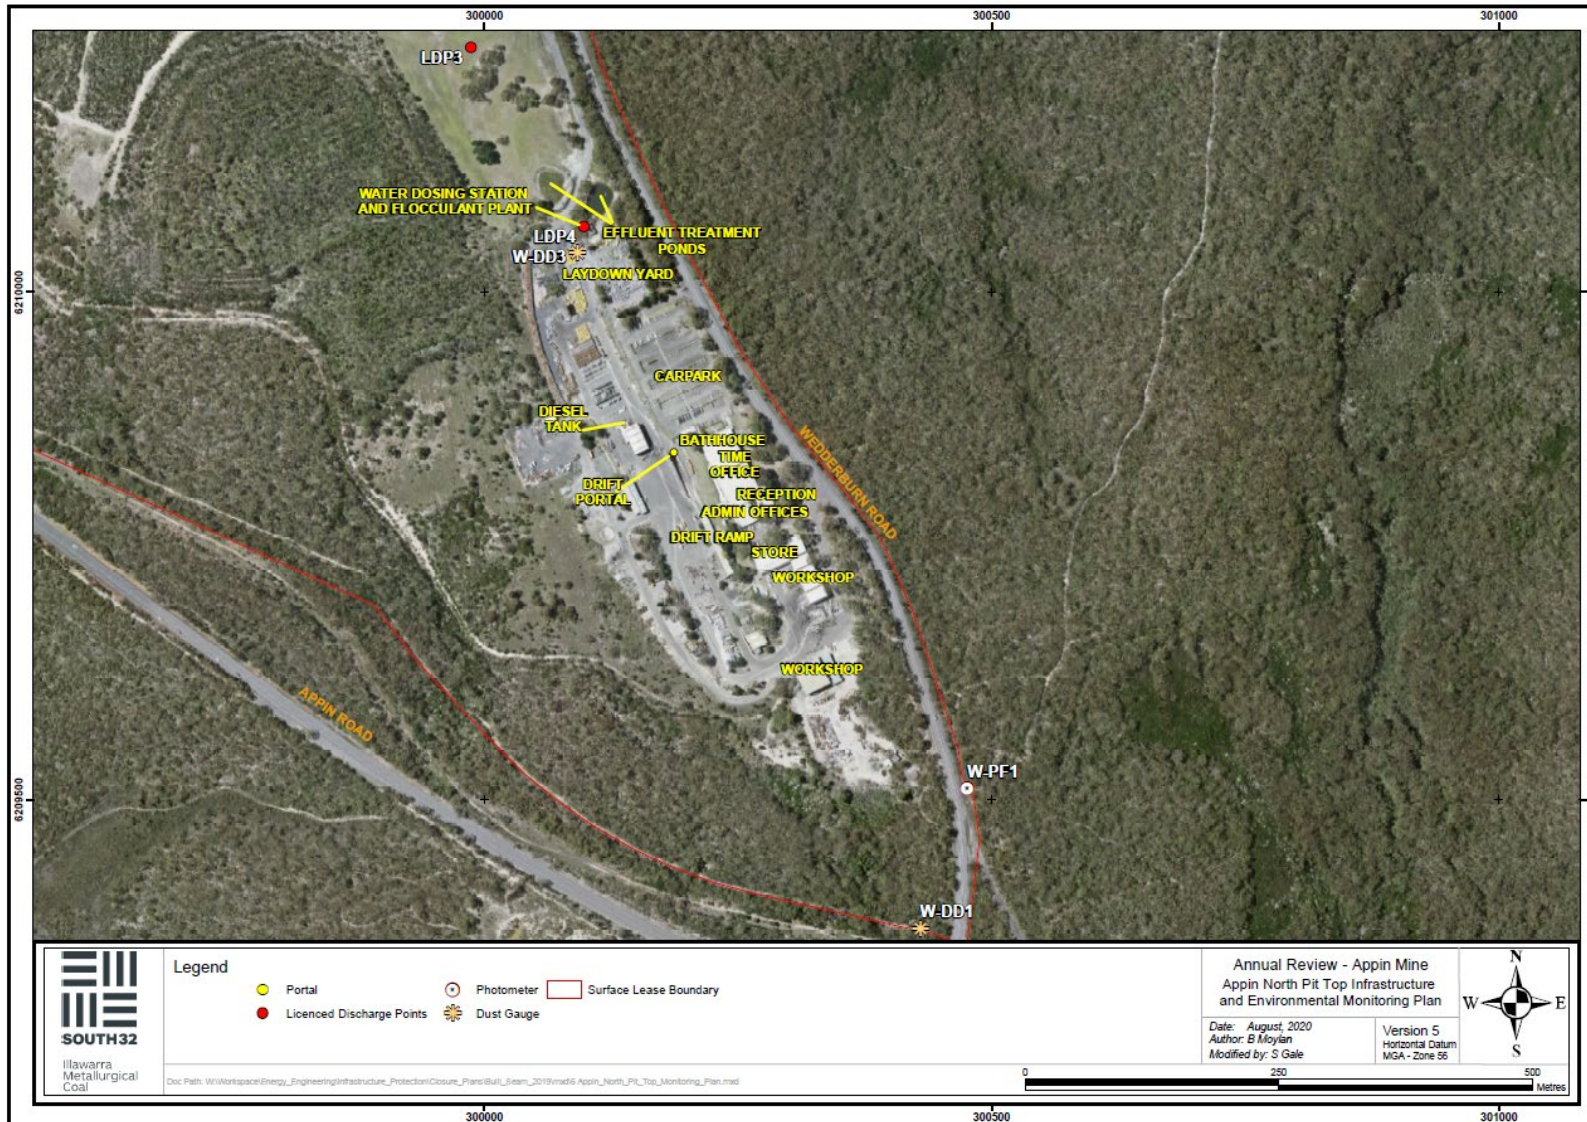 300000
300500
301000
LDP3
WATER DOSING STATION
AND FLOCCULANT PLANT
LDP4
EFFLUENT TREATMENT
PONDS
W-DD3
LAYDOWN YARD
6210000
CARPARK
DIESEL
TANK
BATHHOUSE
TIME
OFFICE
WEDDERBURN ROAD
DRIFT
PORTAL
RECEPTION
ADMIN OFFICES
DRIFT RAMP
STORE
WORKSHOP
WORKSHOP
APPIN ROAD
W-PF1
6209500
W-DD1
SOUTH32
Illawarra
Metallurgical
Coal
Legend
Portal
Photometer
Surface Lease Boundary
Licenced Discharge Points
Dust Gauge
Annual Review - Appin Mine
Appin North Pit Top Infrastructure
and Environmental Monitoring Plan
Date: August, 2020
Author: B Moylan
Modified by: S Gale
Version 5
Horizontal Datum
MGA - Zone 56
N
W
E
S
0
250
500
Metres
300000
300500
301000